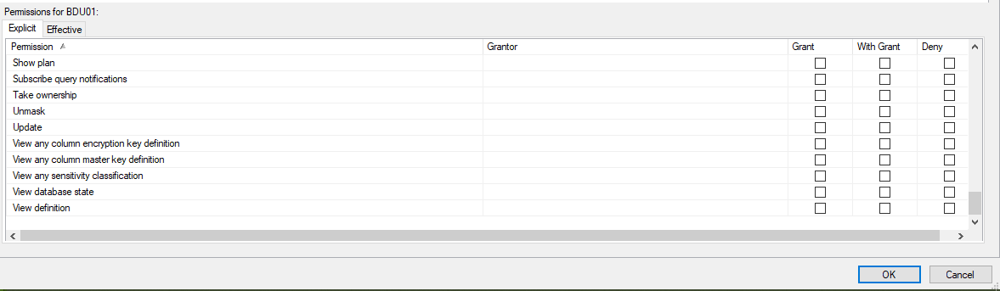 Permissions for BDU01:
Explicit Effective
Permission Grantor Grant With Grant Deny
Show plan
Subscribe query notifications
Take ownership
Unmask
Update
View any column encryption key definition
View any column master key definition
View any sensitivity classification
View database state
View definition
OK Cancel